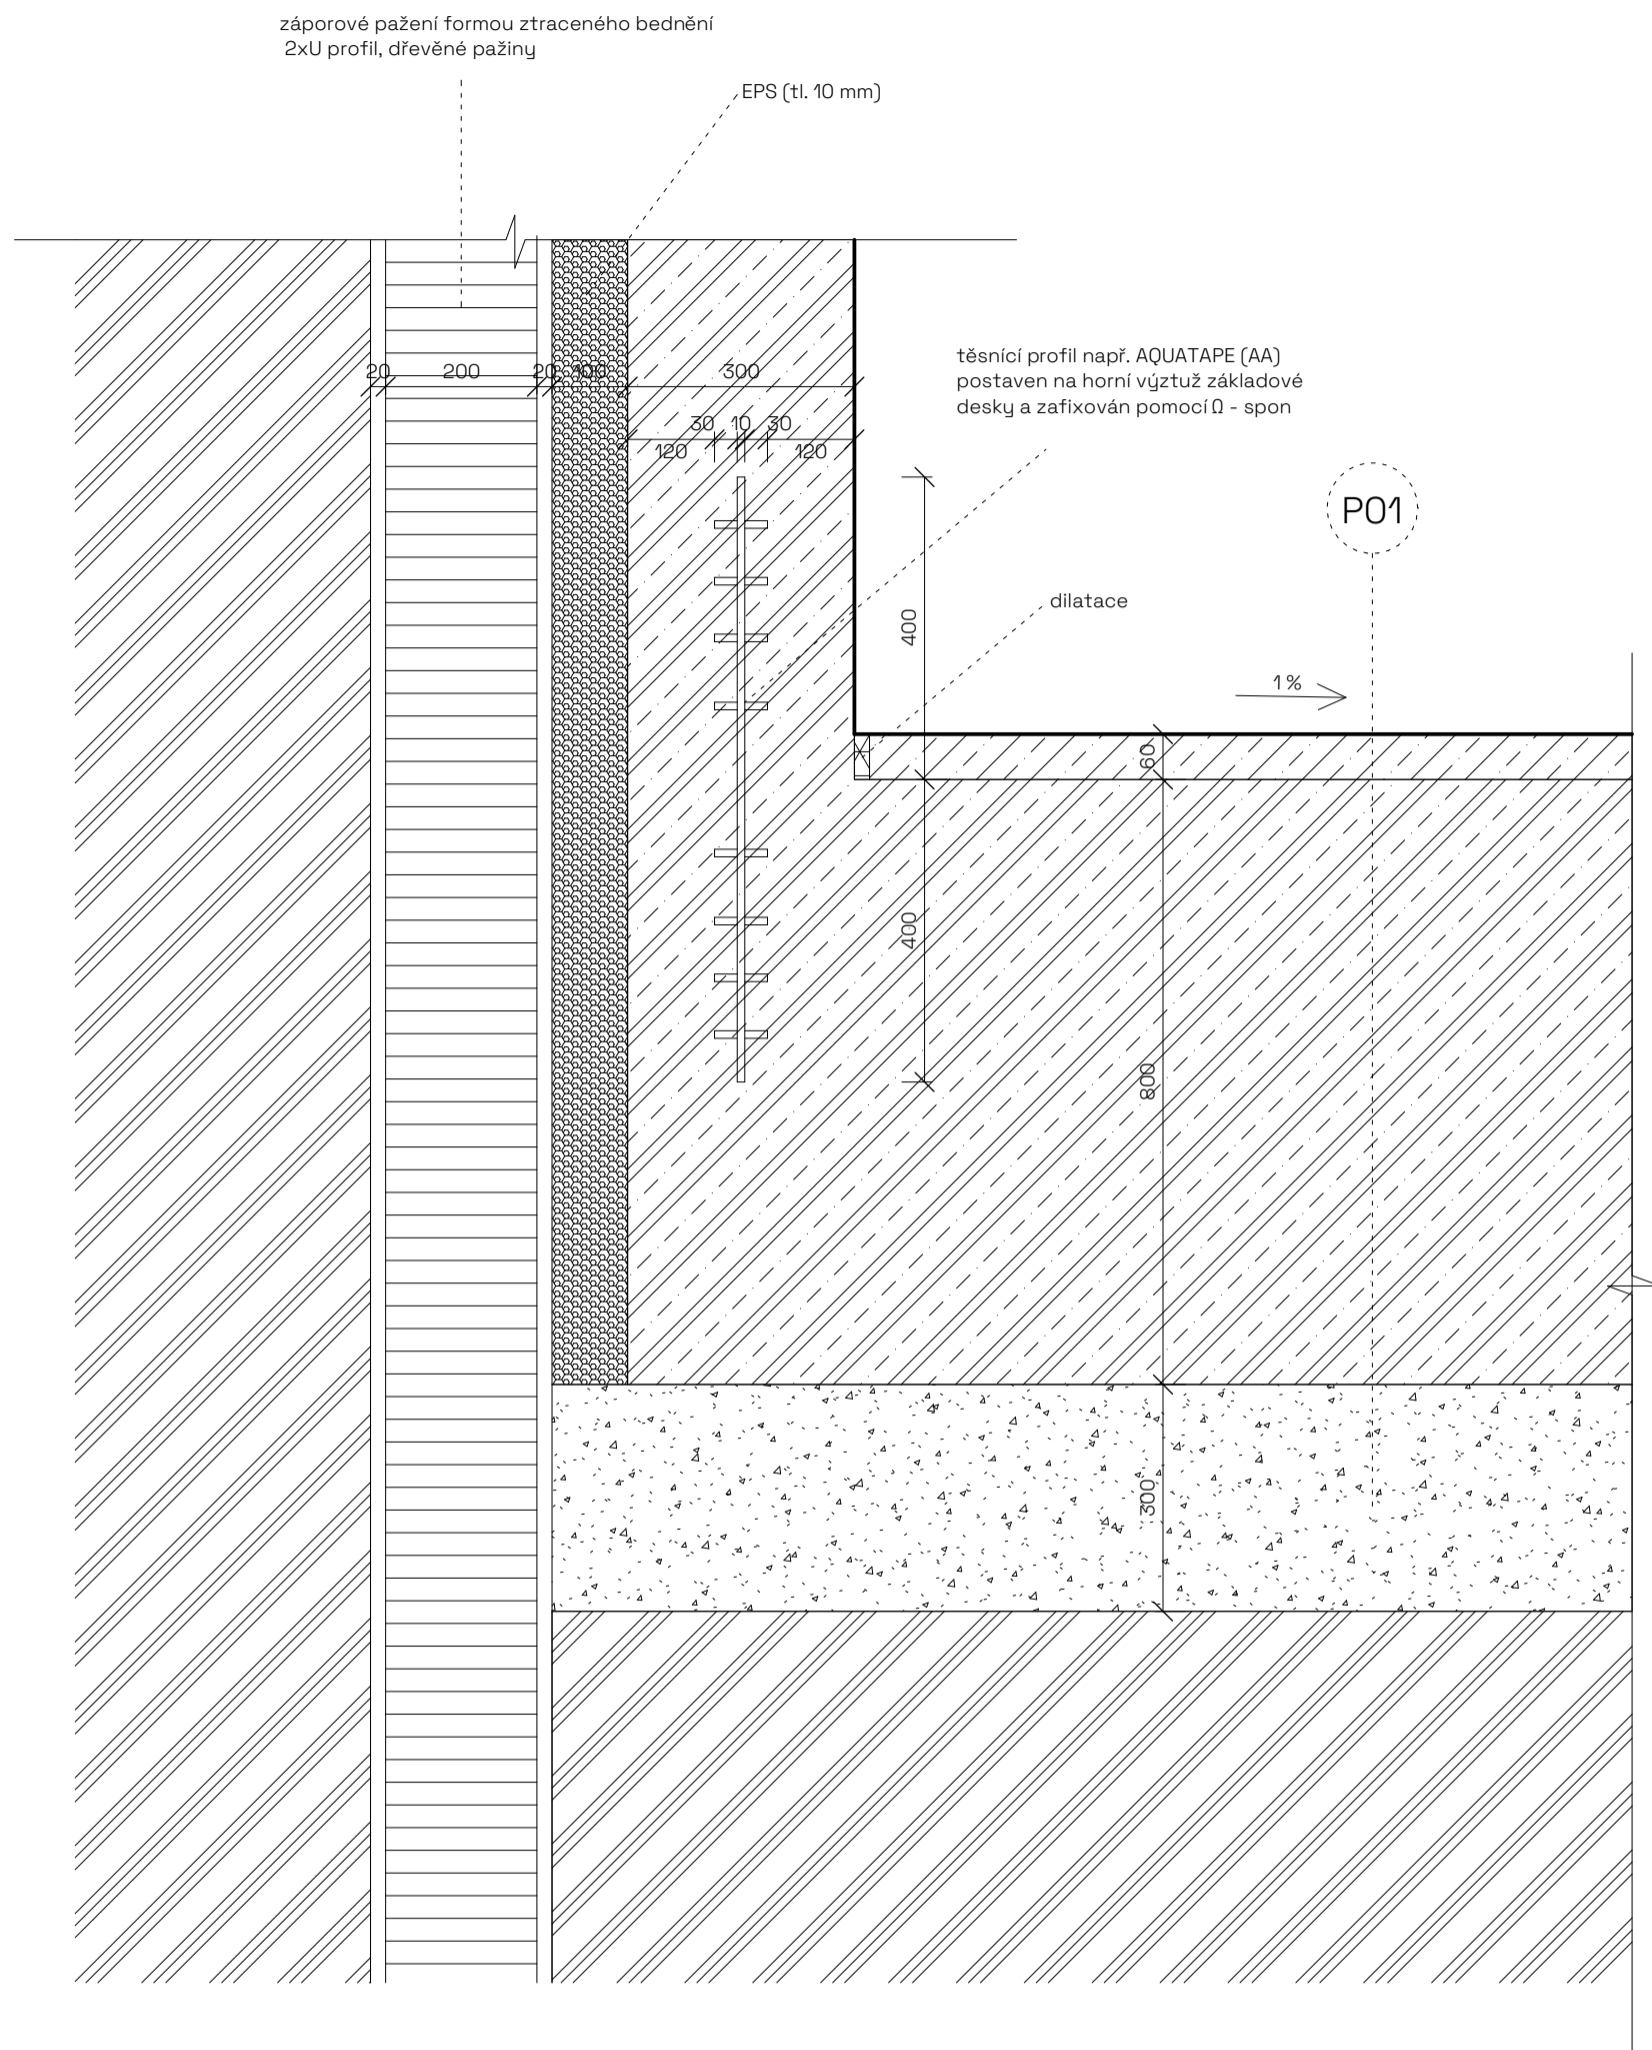 záporové pažení formou ztraceného bednění
2xU profil, dřevěné pažiny
EPS (tl. 10 mm)
těsnící profil např. AQUATAPE (AA)
postaven na horní výztuž základové
desky a zafixován pomocí Ω - spon
20 200 20 100 300
30 10 30
120 120
P01
dilatace
400
1%
60
400
800
300